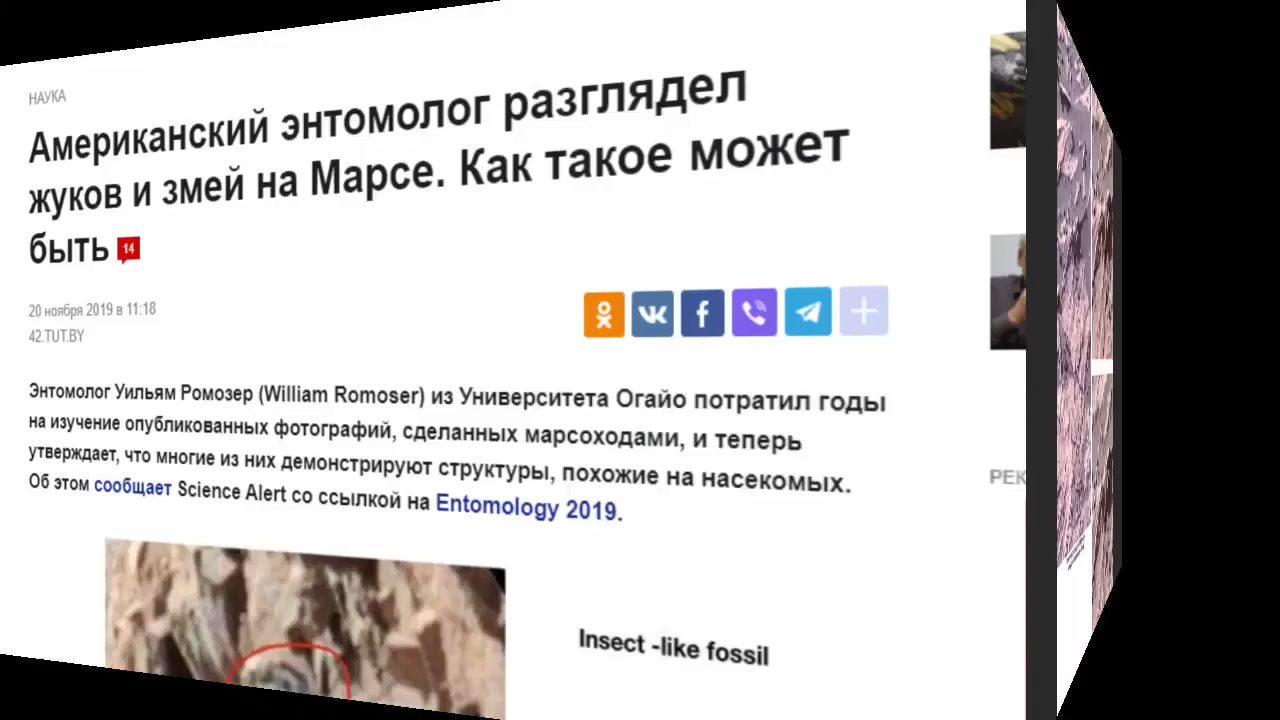 НАУКА
Американский энтомолог разглядел
жуков и змей на Марсе. Как такое может
быть 14
20 ноября 2019 в 11:18
42.TUT.BY
Энтомолог Уильям Ромозер (William Romoser) из Университета Огайо потратил годы
на изучение опубликованных фотографий, сделанных марсоходами, и теперь
утверждает, что многие из них демонстрируют структуры, похожие на насекомых.
Об этом сообщает Science Alert со ссылкой на Entomology 2019.
РЕК
Insect -like fossil